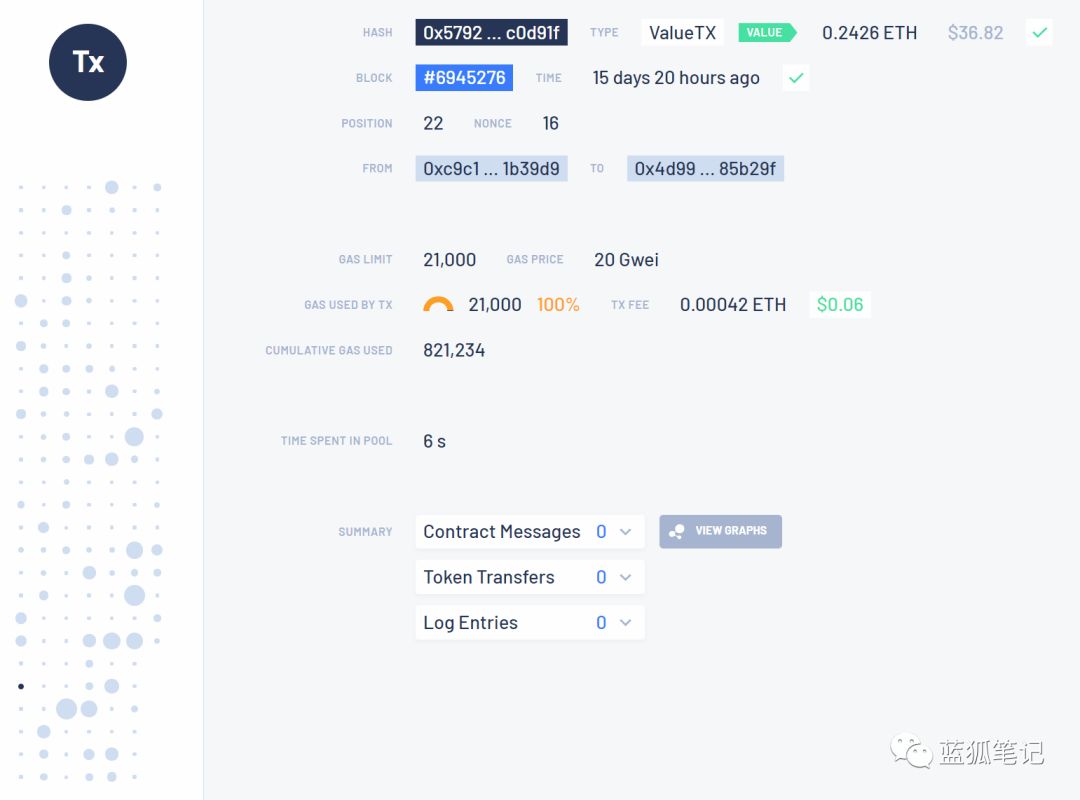 Tx
HASH 0x5792 ... c0d91f TYPE ValueTX VALUE 0.2426 ETH $36.82
BLOCK #6945276 TIME 15 days 20 hours ago
POSITION 22 NONCE 16
FROM 0xc9c1 ... 1b39d9 TO 0x4d99 ... 85b29f
GAS LIMIT 21,000 GAS PRICE 20 Gwei
GAS USED BY TX 21,000 100% TX FEE 0.00042 ETH $0.06
CUMULATIVE GAS USED 821,234
TIME SPENT IN POOL 6 s
SUMMARY Contract Messages 0 VIEW GRAPHS
Token Transfers 0
Log Entries 0
蓝狐笔记